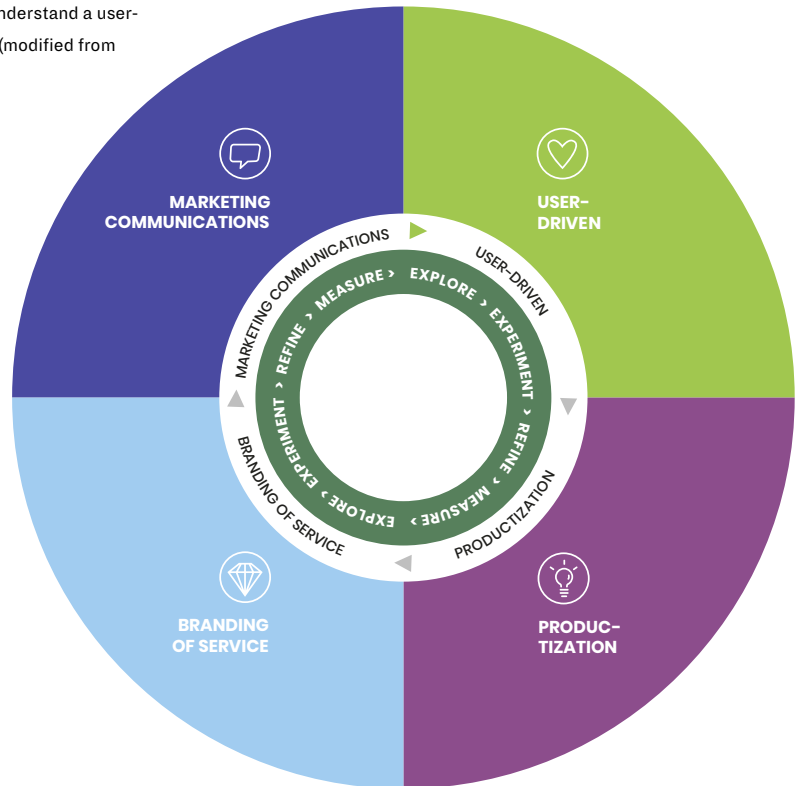 nderstand a user-
(modified from
MARKETING
COMMUNICATIONS
USER-
DRIVEN
MARKETING COMMUNICATIONS
USER-DRIVEN
PRODUCTIZATION
BRANDING OF SERVICE
EXPLORE > EXPERIMENT > REFINE > MEASURE >
EXPLORE > EXPERIMENT > REFINE > MEASURE >
BRANDING
OF SERVICE
PRODUC-
TIZATION